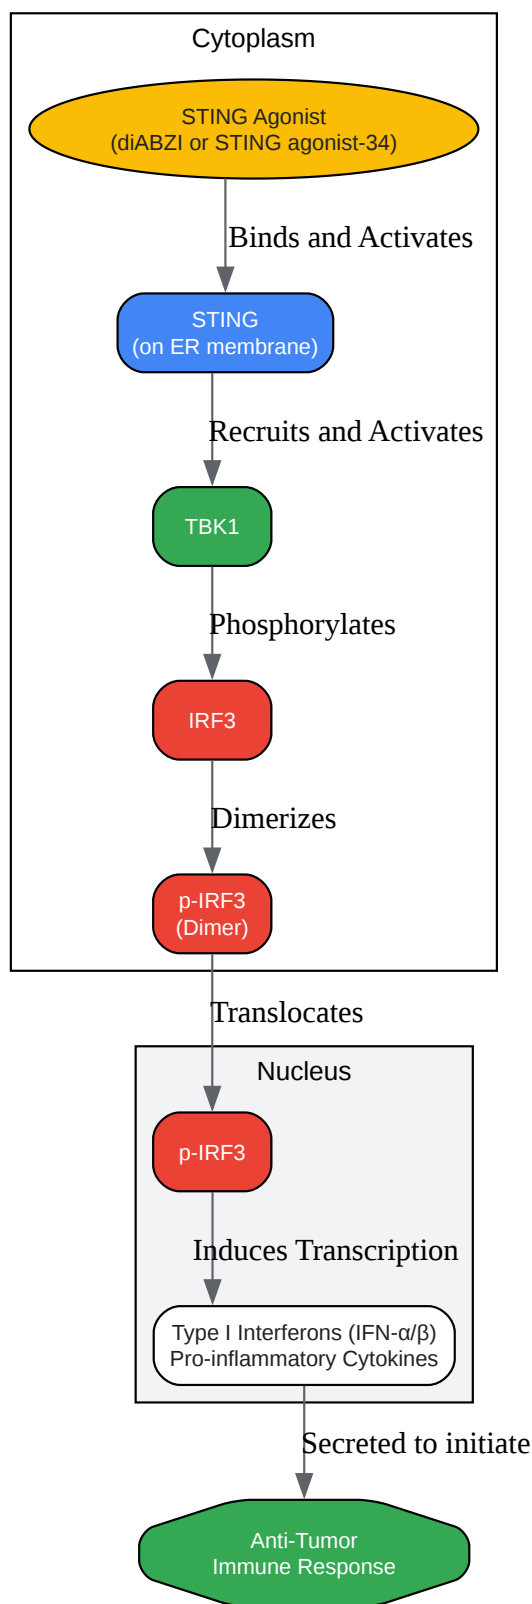 Cytoplasm
STING Agonist
(diABZI or STING agonist-34)
Binds and Activates
STING
(on ER membrane)
Recruits and Activates
TBK1
Phosphorylates
IRF3
Dimerizes
p-IRF3
(Dimer)
Translocates
Nucleus
p-IRF3
Induces Transcription
Type I Interferons (IFN-α/β)
Pro-inflammatory Cytokines
Secreted to initiate
Anti-Tumor
Immune Response